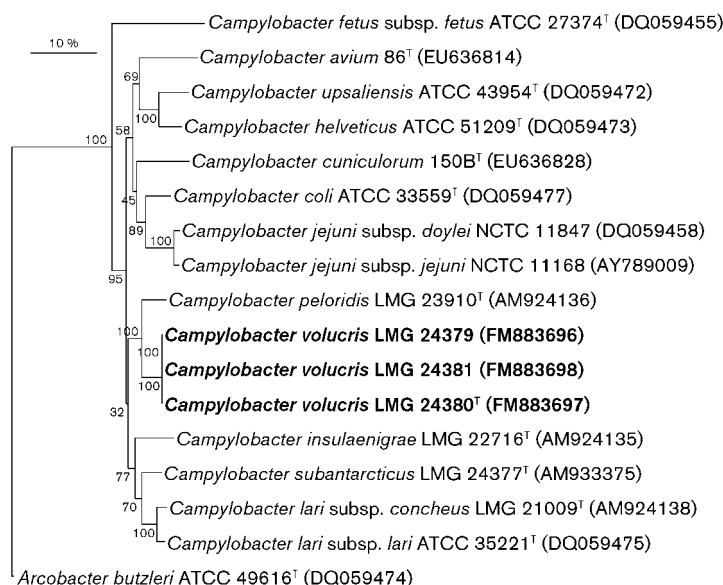 Campylobacter fetus subsp. fetus ATCC 27374ᵀ (DQ059455)
10 %
Campylobacter avium 86ᵀ (EU636814)
69
Campylobacter upsaliensis ATCC 43954ᵀ (DQ059472)
100
58
Campylobacter helveticus ATCC 51209ᵀ (DQ059473)
100
Campylobacter cuniculorum 150Bᵀ (EU636828)
45
Campylobacter coli ATCC 33559ᵀ (DQ059477)
89
Campylobacter jejuni subsp. doylei NCTC 11847 (DQ059458)
100
Campylobacter jejuni subsp. jejuni NCTC 11168 (AY789009)
95
Campylobacter peloridis LMG 23910ᵀ (AM924136)
100
Campylobacter volucris LMG 24379 (FM883696)
100
Campylobacter volucris LMG 24381 (FM883698)
100
Campylobacter volucris LMG 24380ᵀ (FM883697)
32
Campylobacter insulaenigrae LMG 22716ᵀ (AM924135)
77
Campylobacter subantarcticus LMG 24377ᵀ (AM933375)
70
Campylobacter lari subsp. concheus LMG 21009ᵀ (AM924138)
100
Campylobacter lari subsp. lari ATCC 35221ᵀ (DQ059475)
Arcobacter butzleri ATCC 49616ᵀ (DQ059474)